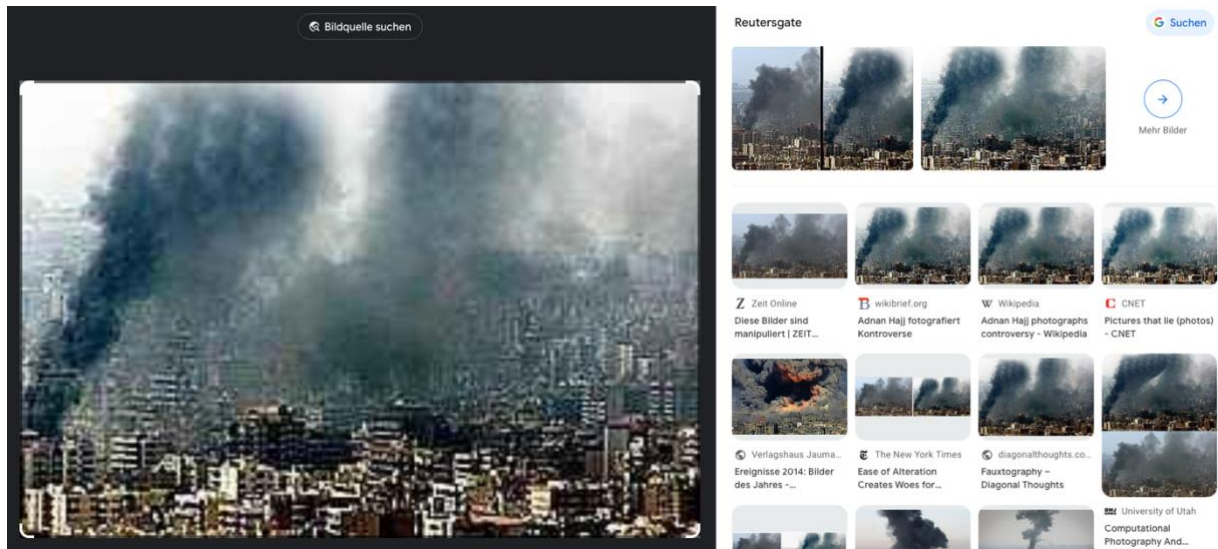 Bildquelle suchen
Reutersgate
Suchen
Mehr Bilder
Zeit Online
Diese Bilder sind
manipuliert | ZEIT...
wikibrief.org
Adnan Hajj fotografiert
Kontroverse
Wikipedia
Adnan Hajj photographs
controversy - Wikipedia
CNET
Pictures that lie (photos)
- CNET
Verlagshaus Jauma...
Ereignisse 2014: Bilder
des Jahres -...
The New York Times
Ease of Alteration
Creates Woes for...
diagonalthoughts.co...
Fauxtography –
Diagonal Thoughts
University of Utah
Computational
Photography And...